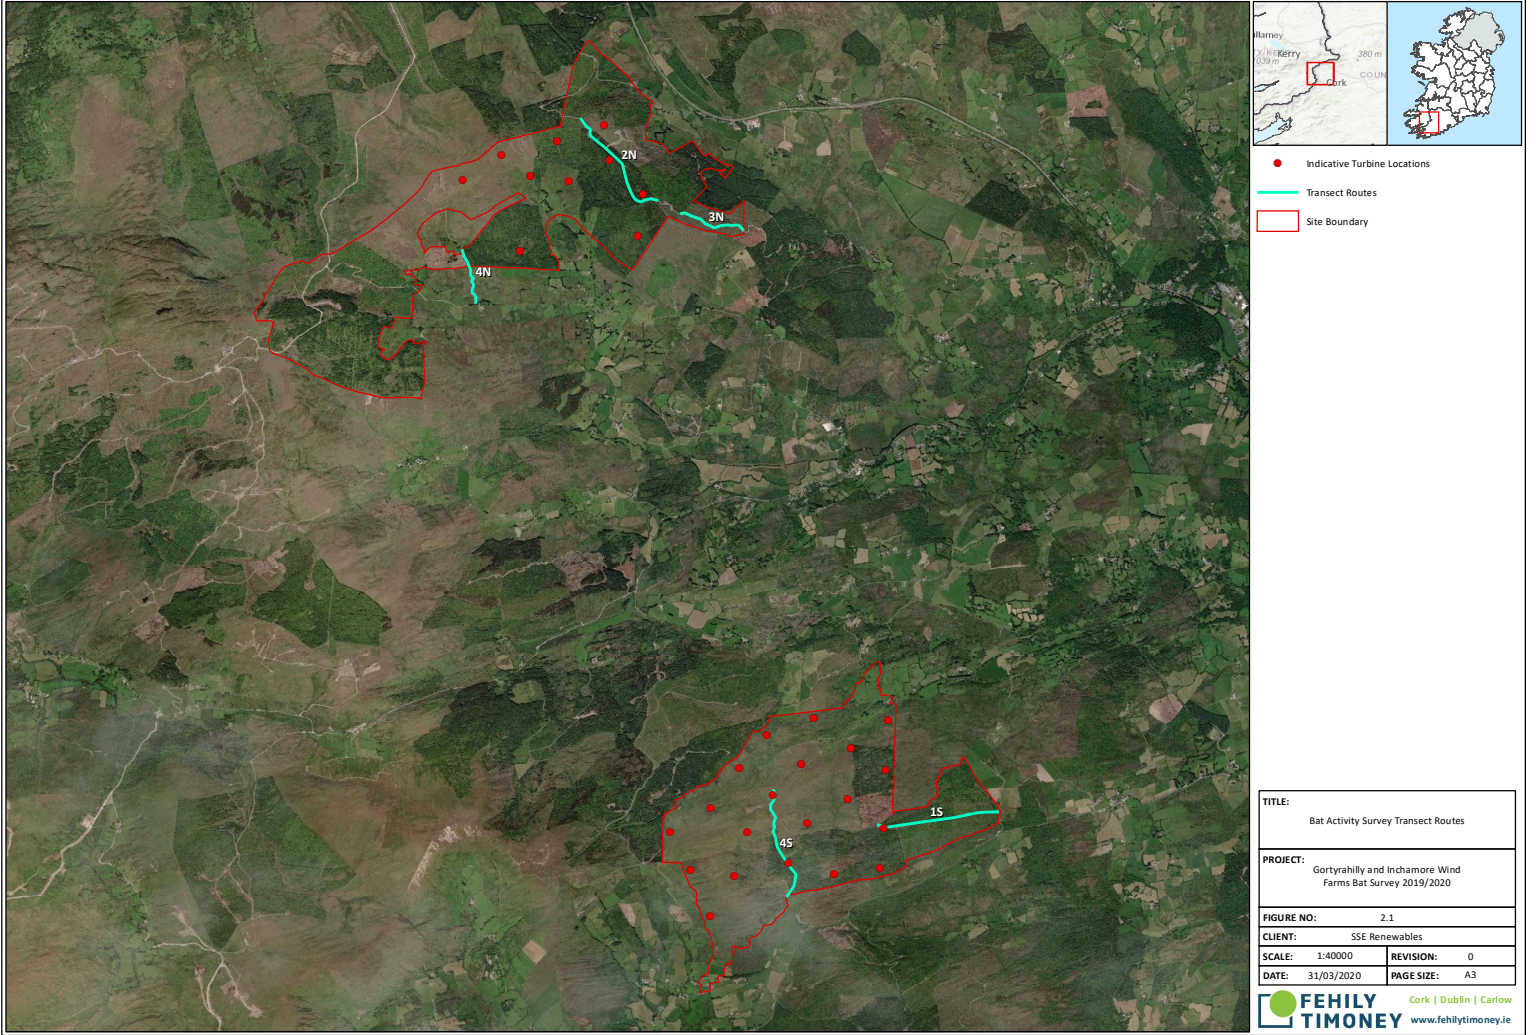 2N
3N
4N
1S
4S
Kerry
380 m
039 m
COUN
Cork
Indicative Turbine Locations
Transect Routes
Site Boundary
TITLE:
Bat Activity Survey Transect Routes
PROJECT:
Gortyrahilly and Inchamore Wind
Farms Bat Survey 2019/2020
FIGURE NO: 2.1
CLIENT: SSE Renewables
SCALE: 1:40000 REVISION: 0
DATE: 31/03/2020 PAGE SIZE: A3
FEHILY
TIMONEY
Cork | Dublin | Carlow
www.fehilytimoney.ie